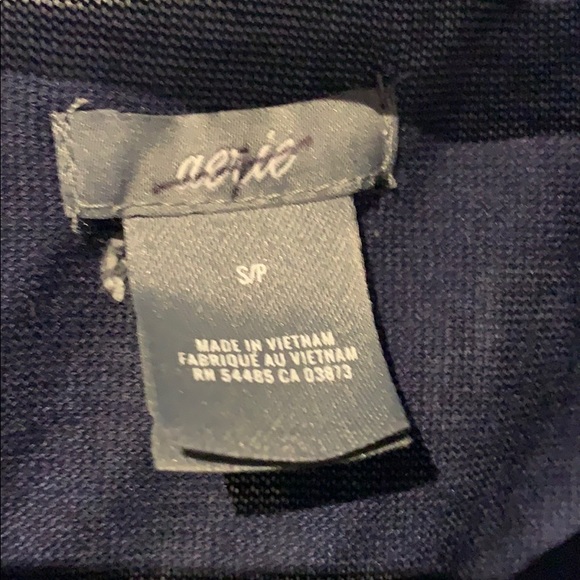 aerie
S/P
MADE IN VIETNAM
FABRIQUÉ AU VIETNAM
RN 54485 CA 03873